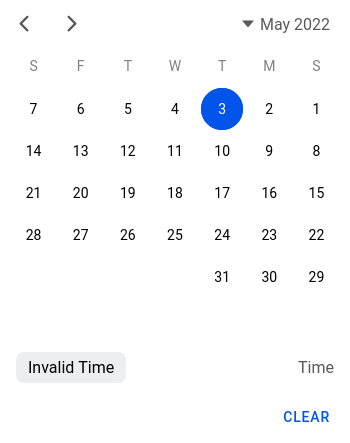 May 2022
S F T W T M S
7 6 5 4 3 2 1
14 13 12 11 10 9 8
21 20 19 18 17 16 15
28 27 26 25 24 23 22
31 30 29
Invalid Time Time
CLEAR